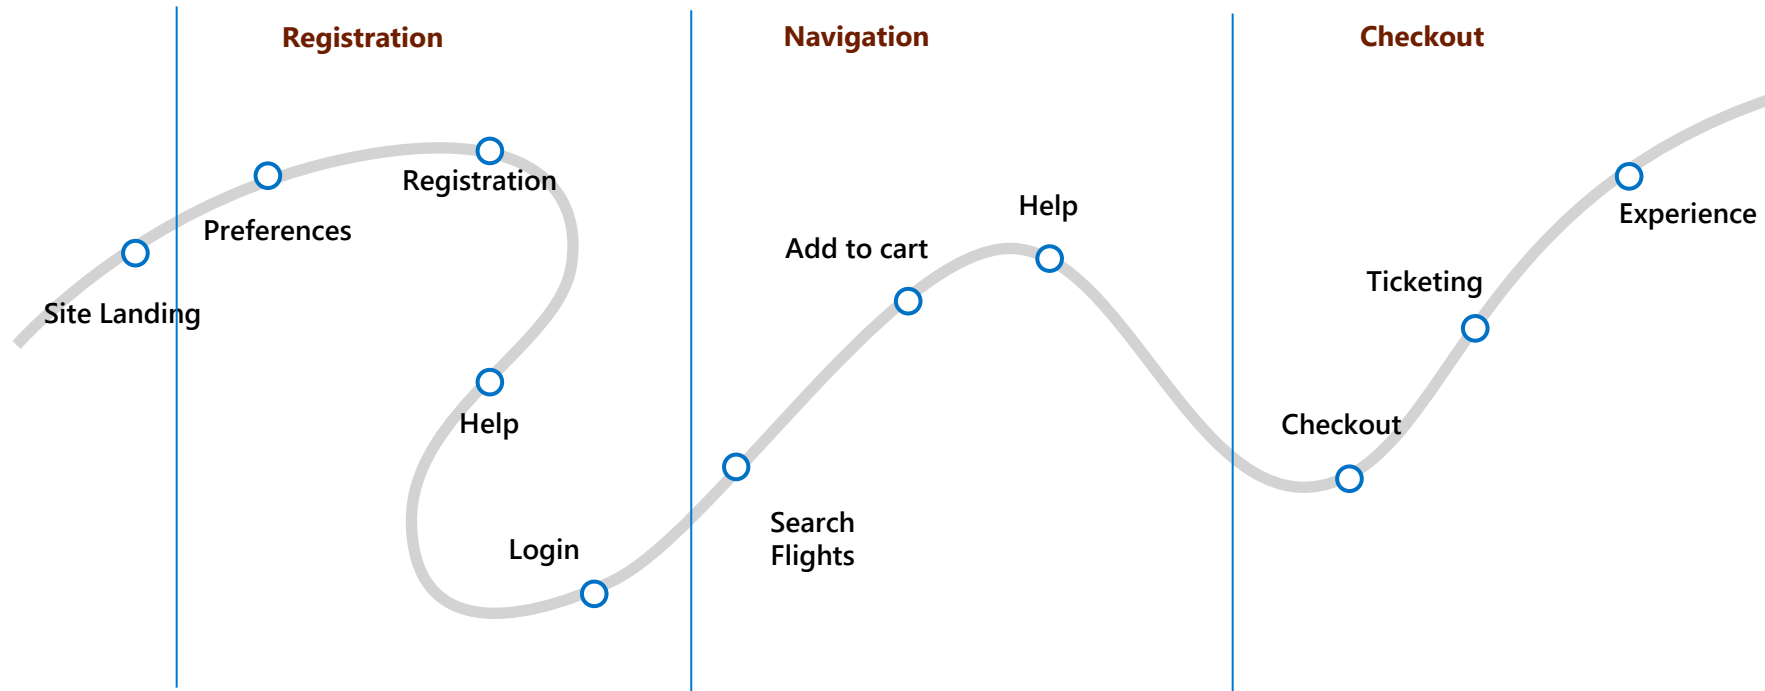 Registration
Navigation
Checkout
Site Landing
Preferences
Registration
Help
Login
Search
Flights
Add to cart
Help
Checkout
Ticketing
Experience